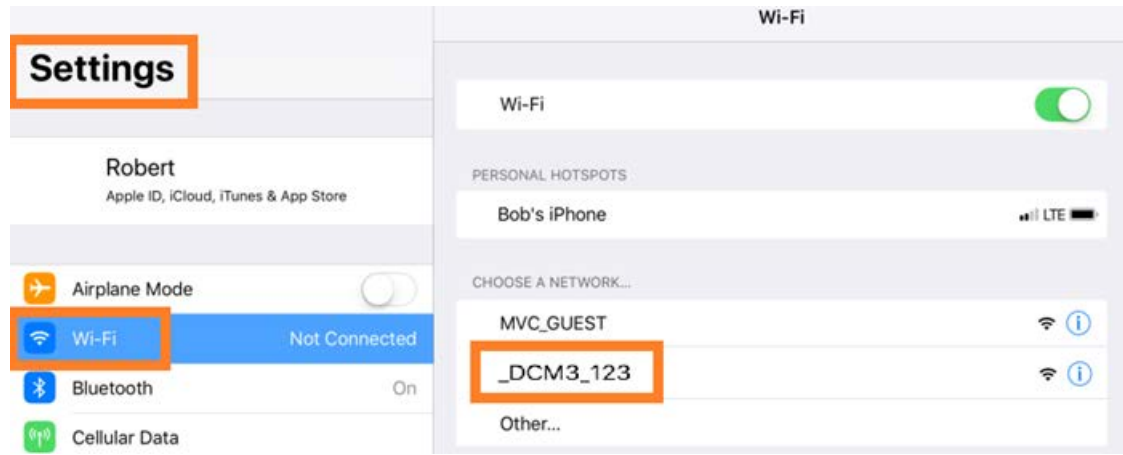 Settings
Robert
Apple ID, iCloud, iTunes & App Store
Airplane Mode
Wi-Fi Not Connected
Bluetooth On
Cellular Data
Wi-Fi
Wi-Fi
PERSONAL HOTSPOTS
Bob's iPhone LTE
CHOOSE A NETWORK...
MVC_GUEST
_DCM3_123
Other...